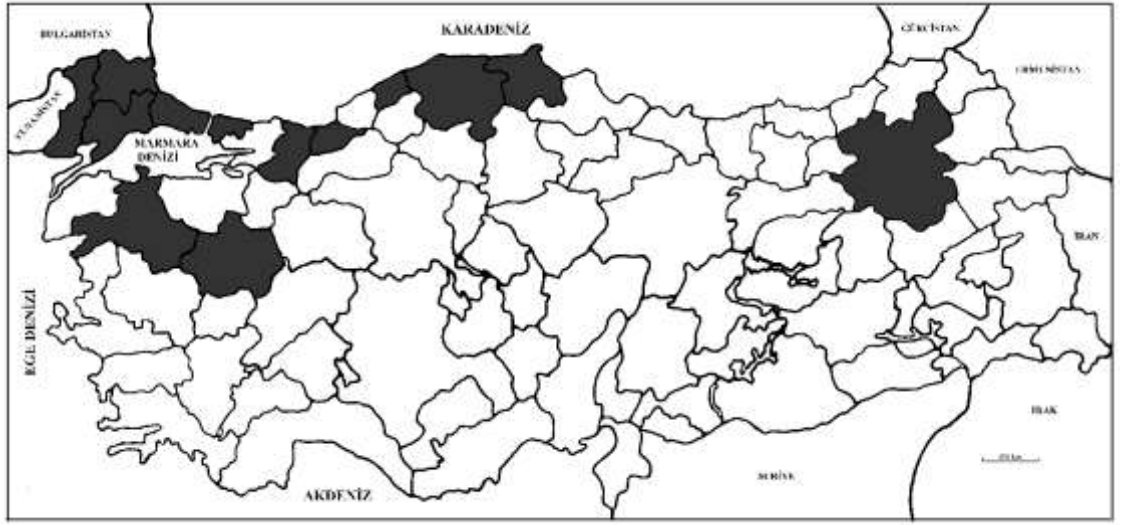 BULGARİSTAN
KARADENİZ
GÜRCİSTAN
ERMENİSTAN
YUNANİSTAN
MARMARA
DENİZİ
İRAN
EGE DENİZİ
IRAK
AKDENİZ
SURİYE